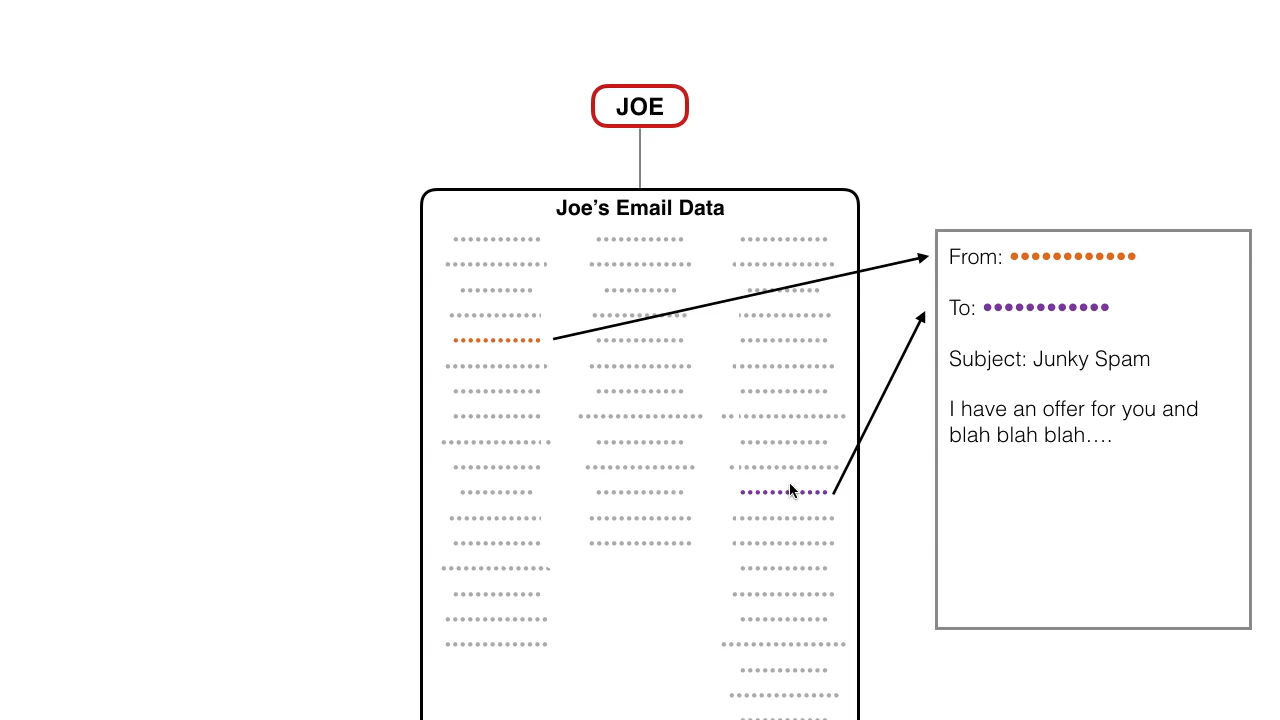 JOE
Joe’s Email Data
From:
To:
Subject: Junky Spam
I have an offer for you and
blah blah blah….